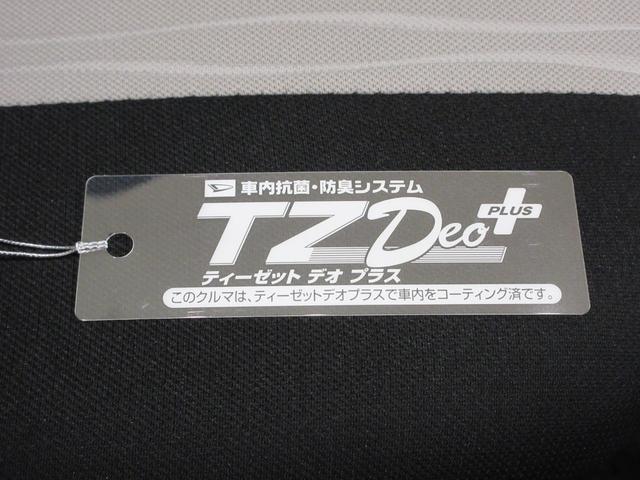 車内抗菌・防臭システム
TZ Deo PLUS
ティーゼット デオ プラス
このクルマは、ティーゼットデオプラスで車内をコーティング済です。